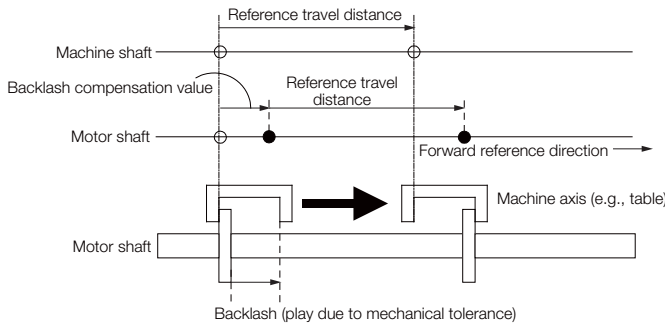 Reference travel distance
Machine shaft
Backlash compensation value
Reference travel
distance
Motor shaft
Forward reference direction
Machine axis (e.g., table)
Motor shaft
Backlash (play due to mechanical tolerance)